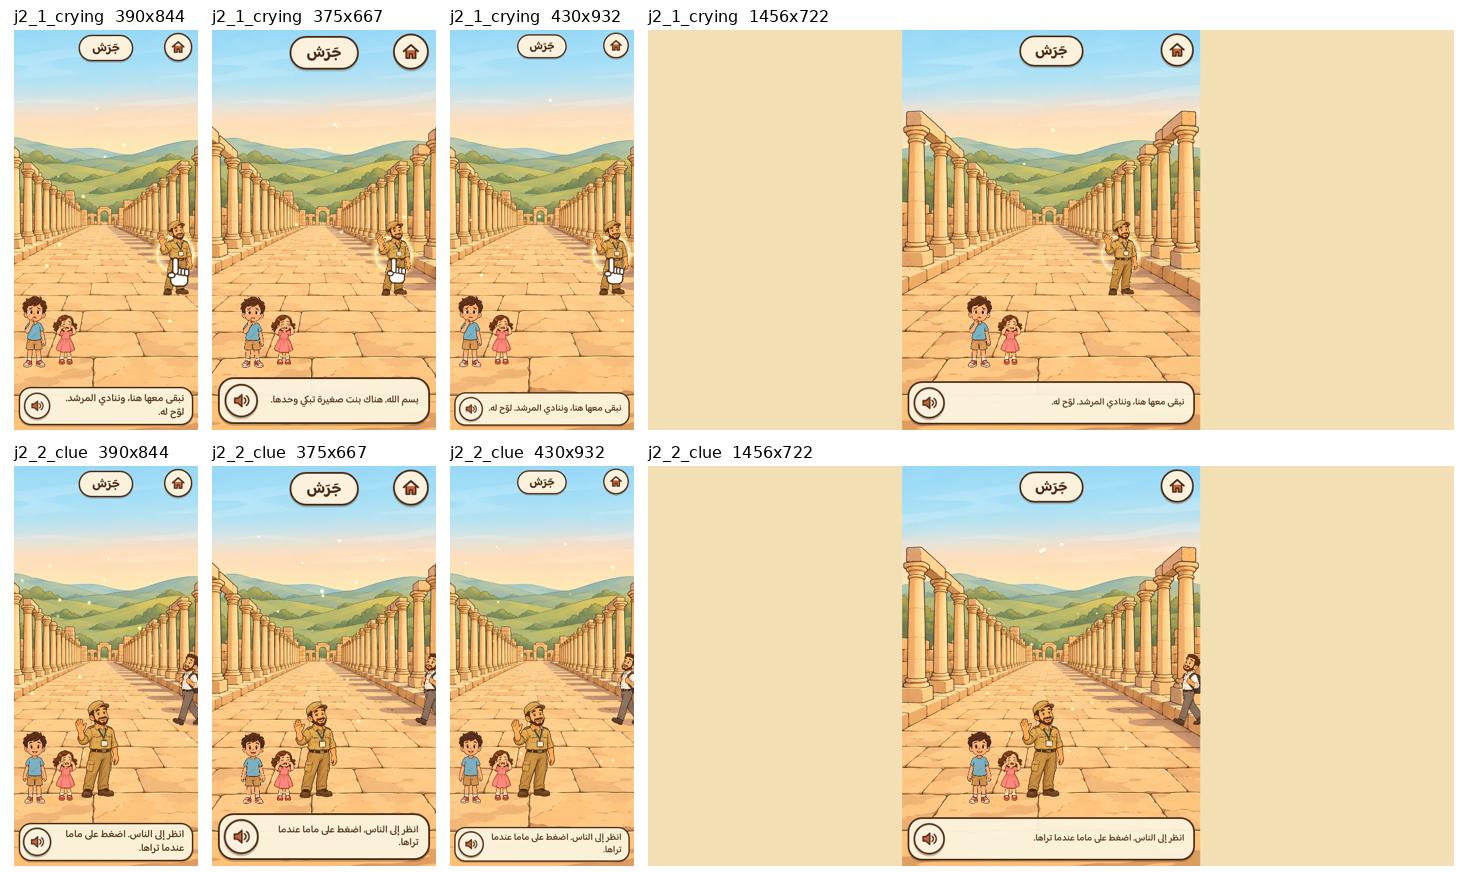 j2_1_crying 390x844
j2_1_crying 375x667
j2_1_crying 430x932
j2_1_crying 1456x722
جَرَش
جَرَش
جَرَش
جَرَش
نبقى معها هنا، وننادي المرشد.
لوّح له.
بسم الله. هناك بنت صغيرة تبكي وحدها.
نبقى معها هنا، وننادي المرشد. لوّح له.
نبقى معها هنا، وننادي المرشد. لوّح له.
j2_2_clue 390x844
j2_2_clue 375x667
j2_2_clue 430x932
j2_2_clue 1456x722
جَرَش
جَرَش
جَرَش
جَرَش
انظر إلى الناس. اضغط على ماما
عندما تراها.
انظر إلى الناس. اضغط على ماما عندما
تراها.
انظر إلى الناس. اضغط على ماما عندما
تراها.
انظر إلى الناس. اضغط على ماما عندما تراها.